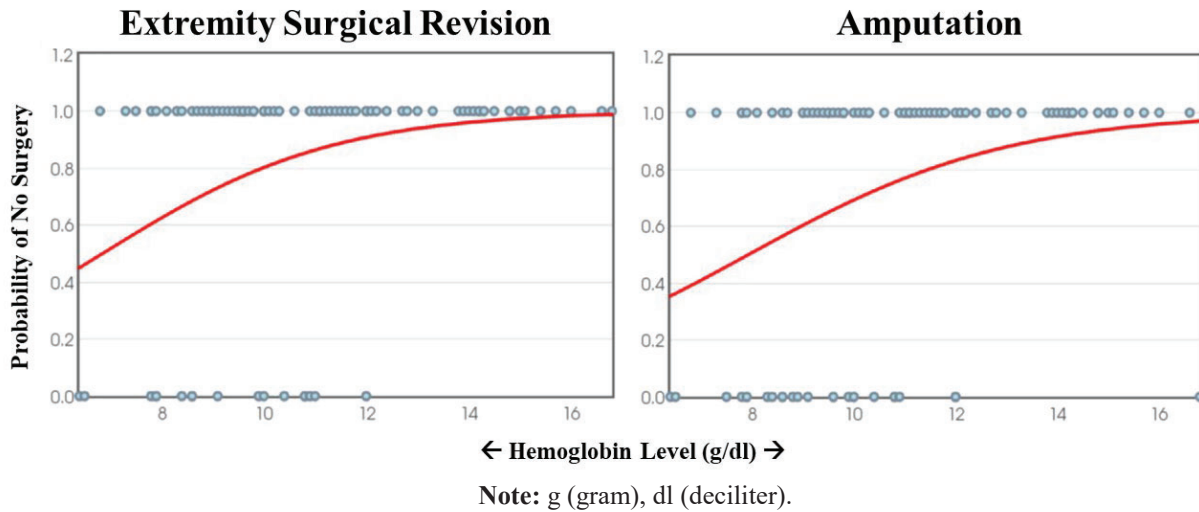 Extremity Surgical Revision
Amputation
Probability of No Surgery
1.2
1.0
0.8
0.6
0.4
0.2
0.0
8 10 12 14 16
1.2
1.0
0.8
0.6
0.4
0.2
0.0
8 10 12 14 16
← Hemoglobin Level (g/dl) →
Note: g (gram), dl (deciliter).